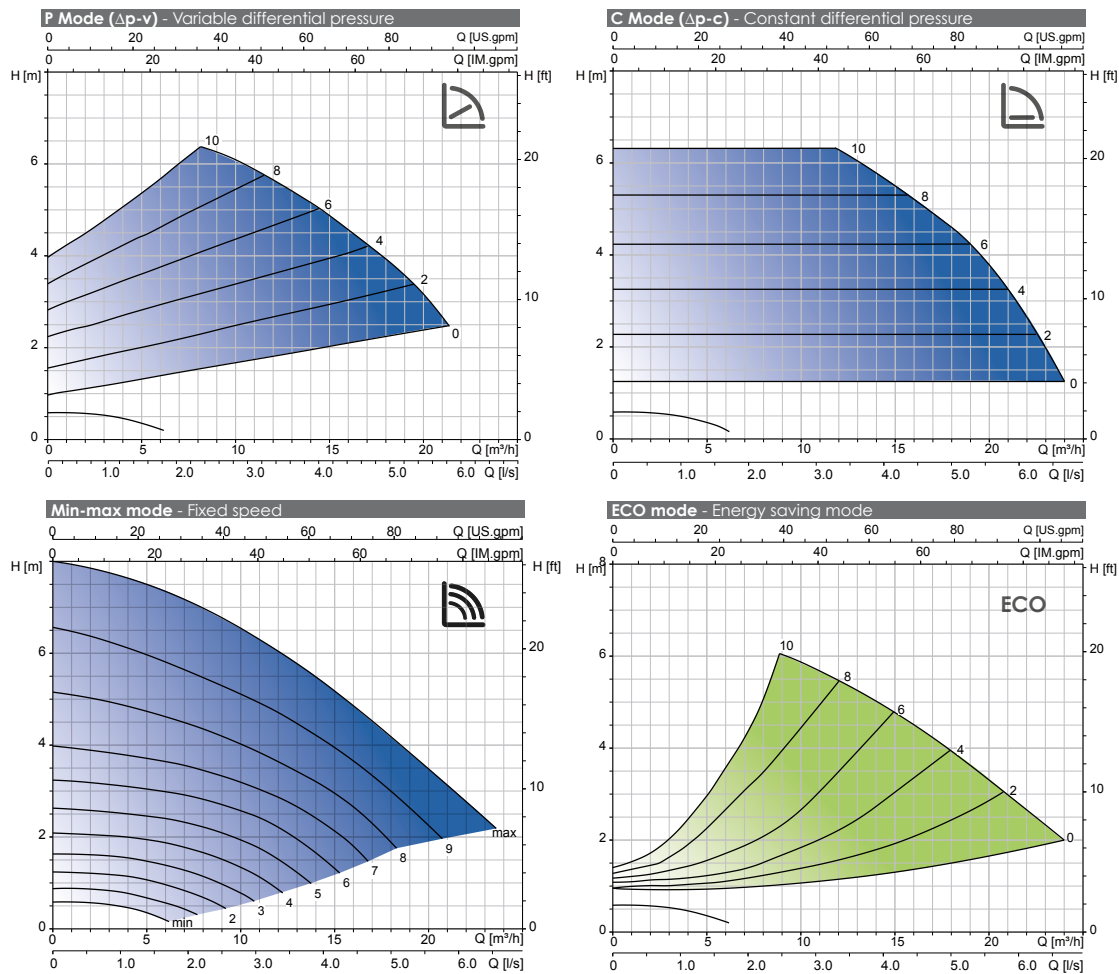 P Mode (Δp-v) - Variable differential pressure
0 20 40 60 80 Q [US.gpm]
0 20 40 60 Q [IM.gpm]
H [m] H [ft]
10
8
6
4
2
0
6
4
2
0
20
10
0
0 5 10 15 20 Q [m³/h]
0 1.0 2.0 3.0 4.0 5.0 6.0 Q [l/s]
C Mode (Δp-c) - Constant differential pressure
0 20 40 60 80 Q [US.gpm]
0 20 40 60 Q [IM.gpm]
H [m] H [ft]
10
8
6
4
2
0
6
4
2
0
20
10
0
0 5 10 15 20 Q [m³/h]
0 1.0 2.0 3.0 4.0 5.0 6.0 Q [l/s]
Min-max mode - Fixed speed
0 20 40 60 80 Q [US.gpm]
0 20 40 60 Q [IM.gpm]
H [m] H [ft]
6
4
2
0
20
10
0
max
9
8
7
6
5
4
3
2
min
0 5 10 15 20 Q [m³/h]
0 1.0 2.0 3.0 4.0 5.0 6.0 Q [l/s]
ECO mode - Energy saving mode
0 20 40 60 80 Q [US.gpm]
0 20 40 60 Q [IM.gpm]
H [m] 8 H [ft]
ECO
10
8
6
4
2
0
6
4
2
0
20
10
0
0 5 10 15 20 Q [m³/h]
0 1.0 2.0 3.0 4.0 5.0 6.0 Q [l/s]